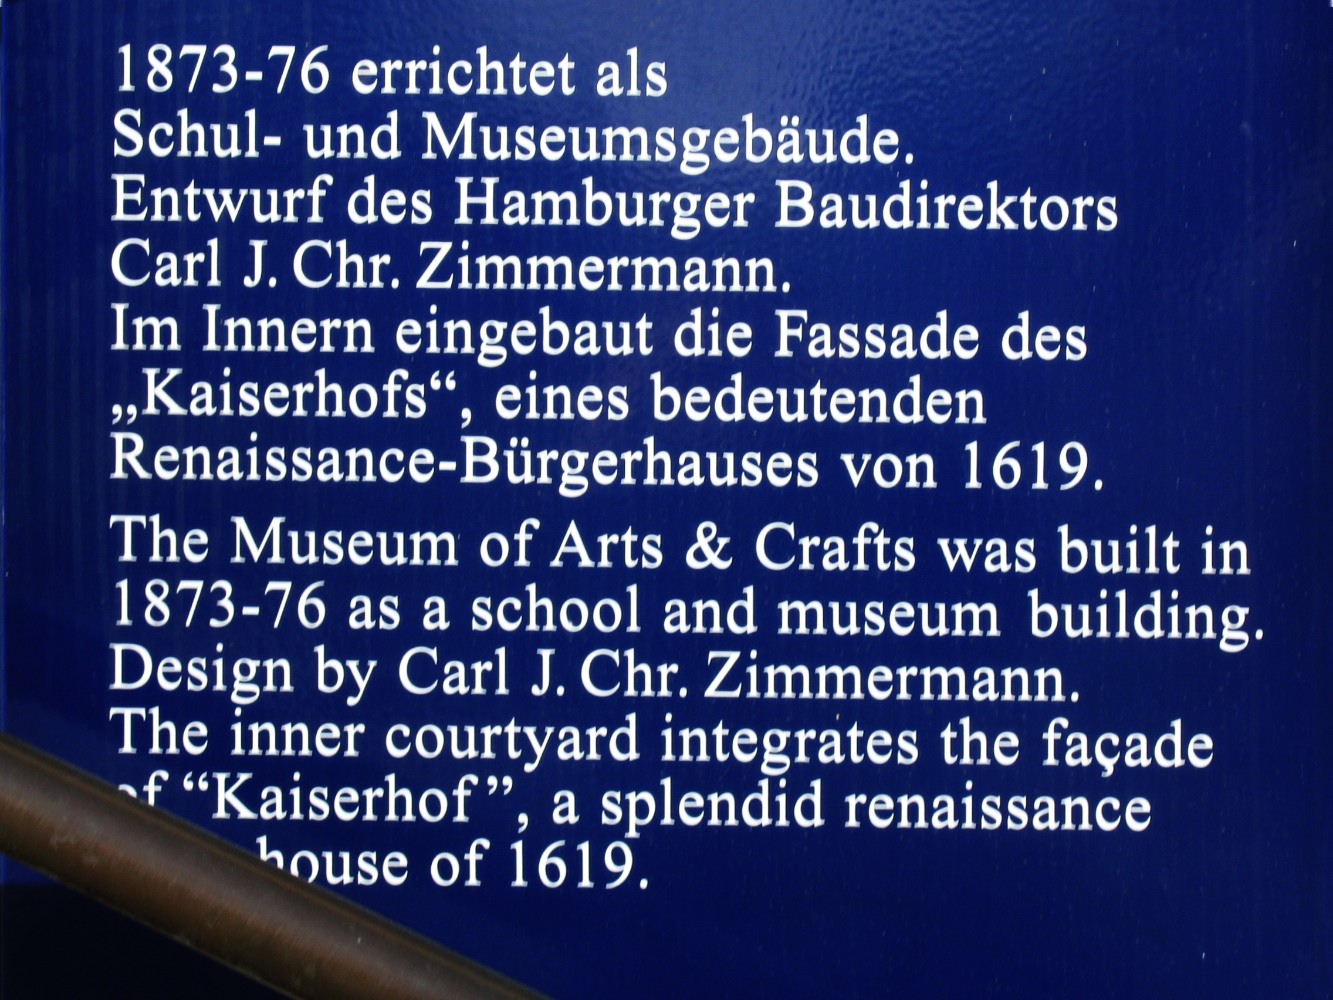 1873-76 errichtet als
Schul- und Museumsgebäude.
Entwurf des Hamburger Baudirektors
Carl J. Chr. Zimmermann.
Im Innern eingebaut die Fassade des
„Kaiserhofs“, eines bedeutenden
Renaissance-Bürgerhauses von 1619.
The Museum of Arts & Crafts was built in
1873-76 as a school and museum building.
Design by Carl J. Chr. Zimmermann.
The inner courtyard integrates the façade
of “Kaiserhof”, a splendid renaissance
house of 1619.